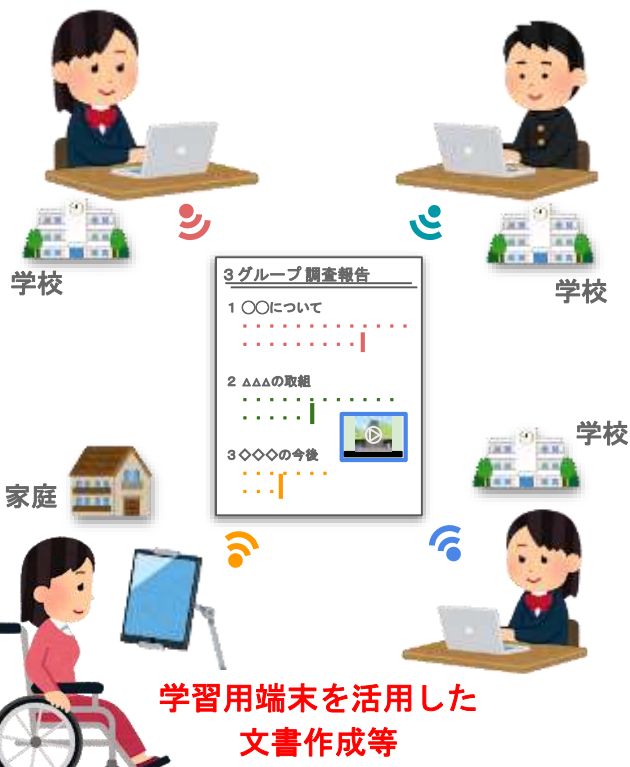 学校
学校
3グループ調査報告
1 〇〇について
2 △△△の取組
3◇◇◇の今後
学校
家庭
学習用端末を活用した
文書作成等